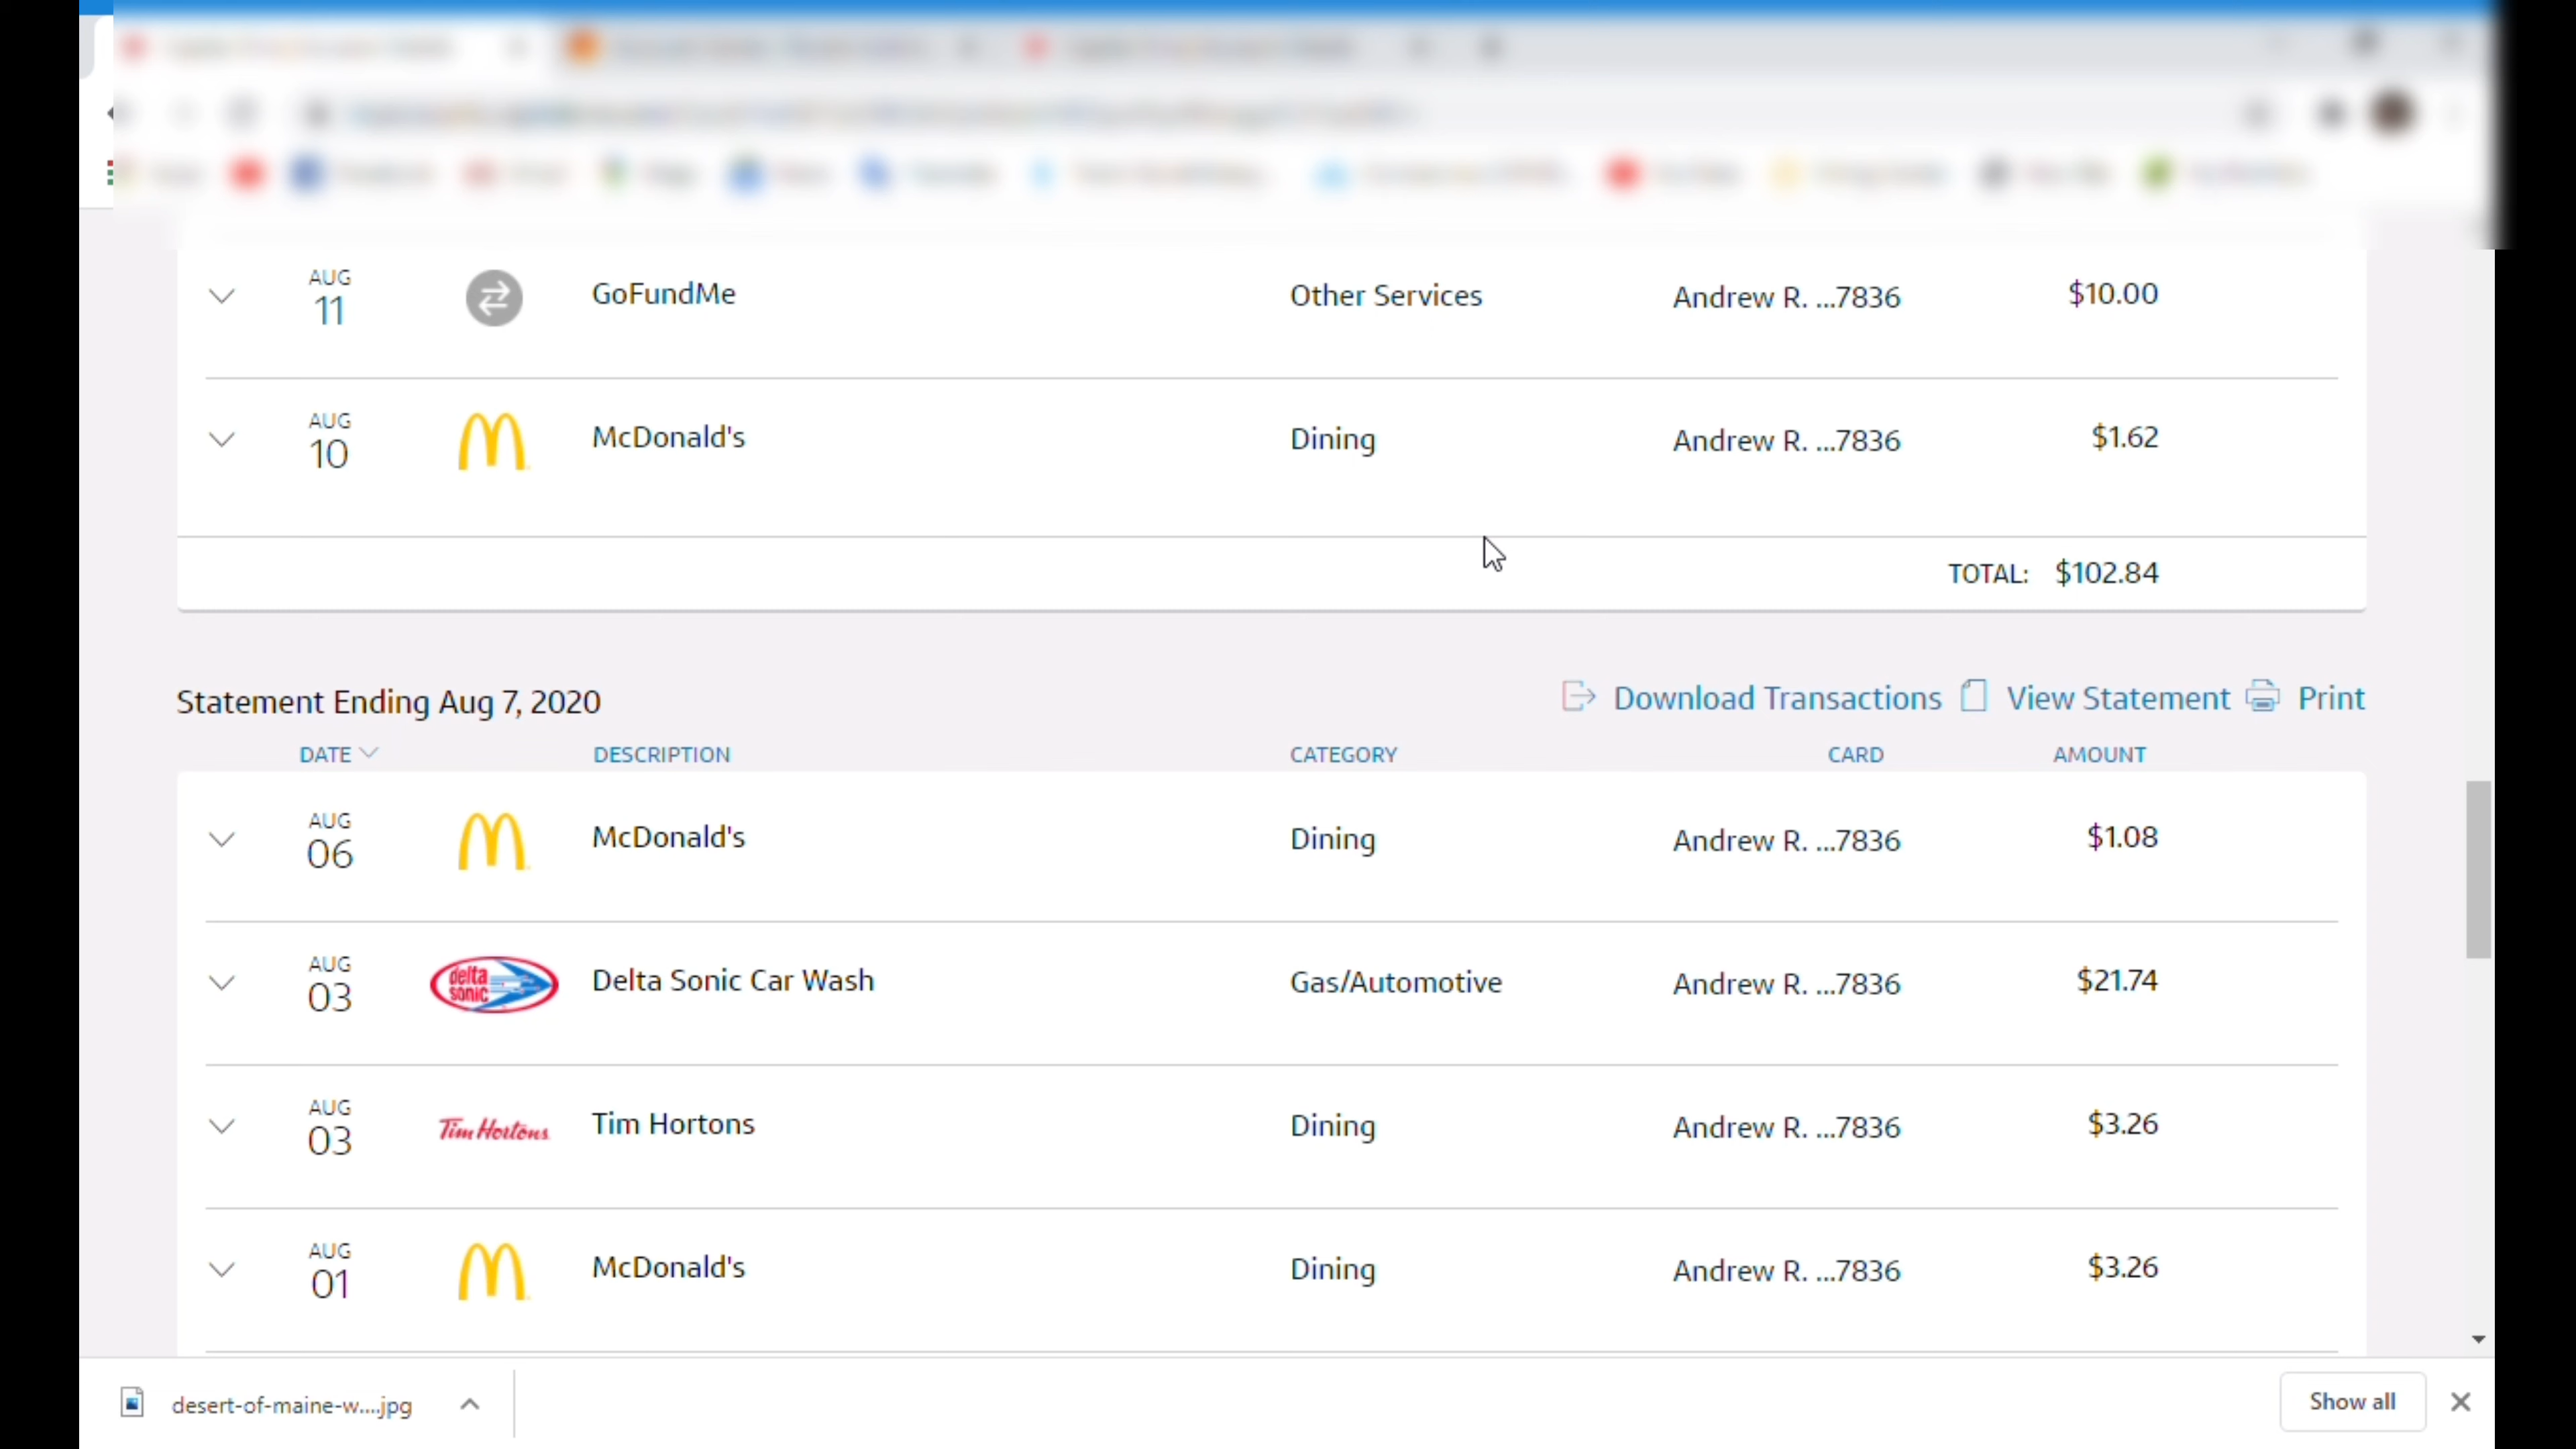 AUG
11
GoFundMe
Other Services
Andrew R. ...7836
$10.00
AUG
10
McDonald's
Dining
Andrew R. ...7836
$1.62
TOTAL: $102.84
Statement Ending Aug 7, 2020
Download Transactions View Statement Print
DATE DESCRIPTION CATEGORY CARD AMOUNT
AUG
06
McDonald's
Dining
Andrew R. ...7836
$1.08
AUG
03
delta
sonic
Delta Sonic Car Wash
Gas/Automotive
Andrew R. ...7836
$21.74
AUG
03
Tim Hortons
Tim Hortons
Dining
Andrew R. ...7836
$3.26
AUG
01
McDonald's
Dining
Andrew R. ...7836
$3.26
desert-of-maine-w....jpg
Show all